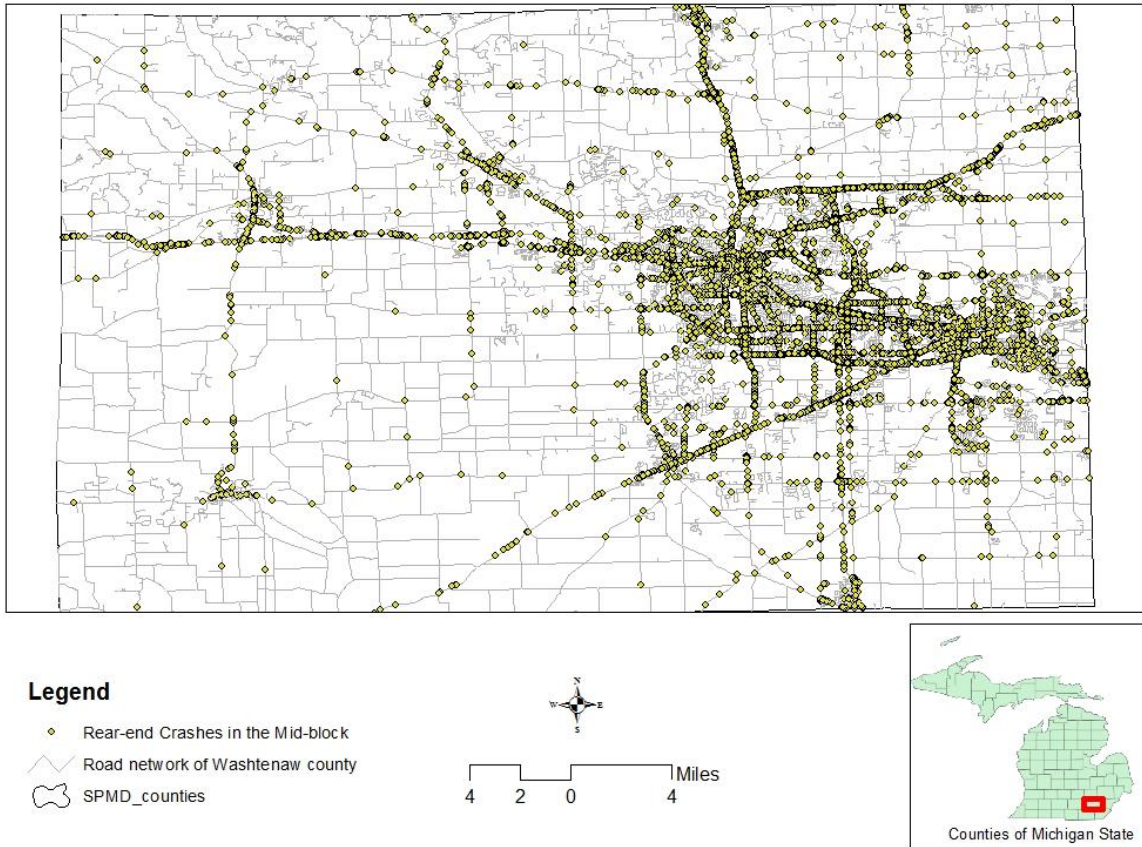 Legend
Rear-end Crashes in the Mid-block
Road network of Washtenaw county
SPMD_counties
N
W E
S
Miles
4 2 0 4
Counties of Michigan State